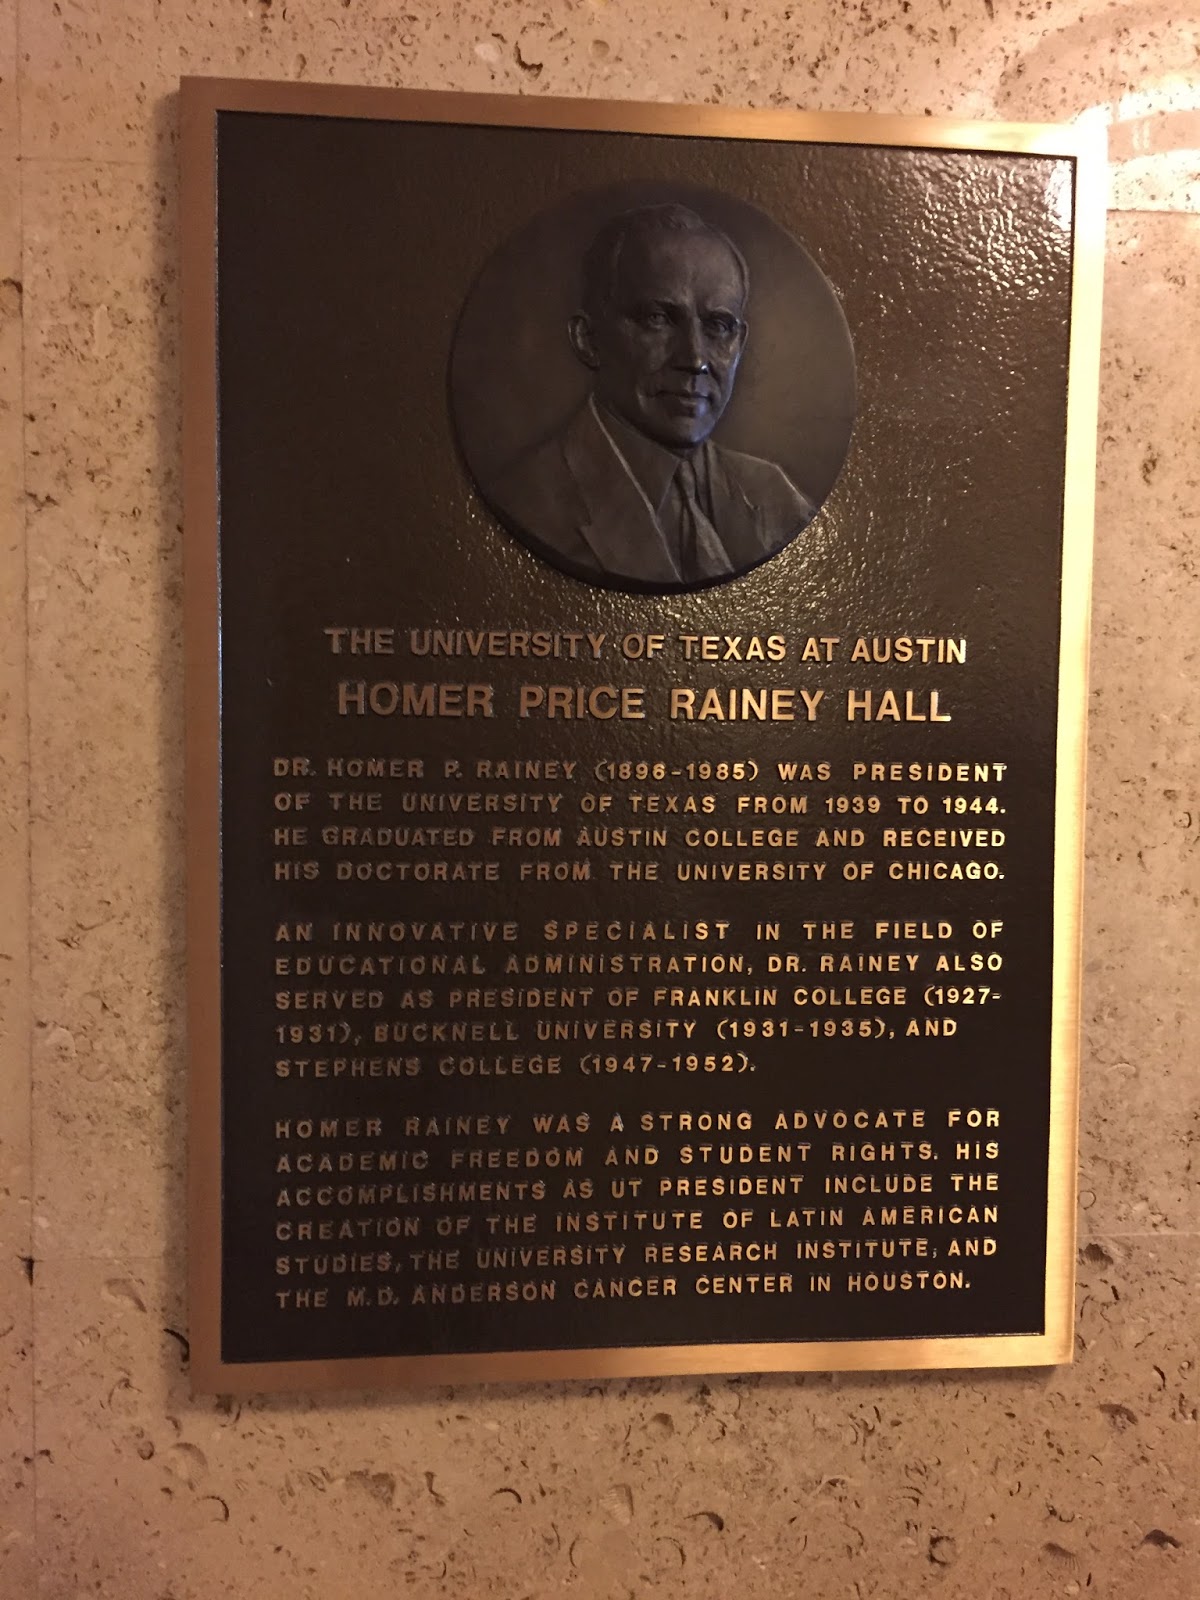 THE UNIVERSITY OF TEXAS AT AUSTIN
HOMER PRICE RAINEY HALL
DR. HOMER P. RAINEY (1896-1985) WAS PRESIDENT
OF THE UNIVERSITY OF TEXAS FROM 1939 TO 1944.
HE GRADUATED FROM AUSTIN COLLEGE AND RECEIVED
HIS DOCTORATE FROM THE UNIVERSITY OF CHICAGO.
AN INNOVATIVE SPECIALIST IN THE FIELD OF
EDUCATIONAL ADMINISTRATION, DR. RAINEY ALSO
SERVED AS PRESIDENT OF FRANKLIN COLLEGE (1927-
1931), BUCKNELL UNIVERSITY (1931-1935), AND
STEPHENS COLLEGE (1947-1952).
HOMER RAINEY WAS A STRONG ADVOCATE FOR
ACADEMIC FREEDOM AND STUDENT RIGHTS. HIS
ACCOMPLISHMENTS AS UT PRESIDENT INCLUDE THE
CREATION OF THE INSTITUTE OF LATIN AMERICAN
STUDIES, THE UNIVERSITY RESEARCH INSTITUTE, AND
THE M.D. ANDERSON CANCER CENTER IN HOUSTON.